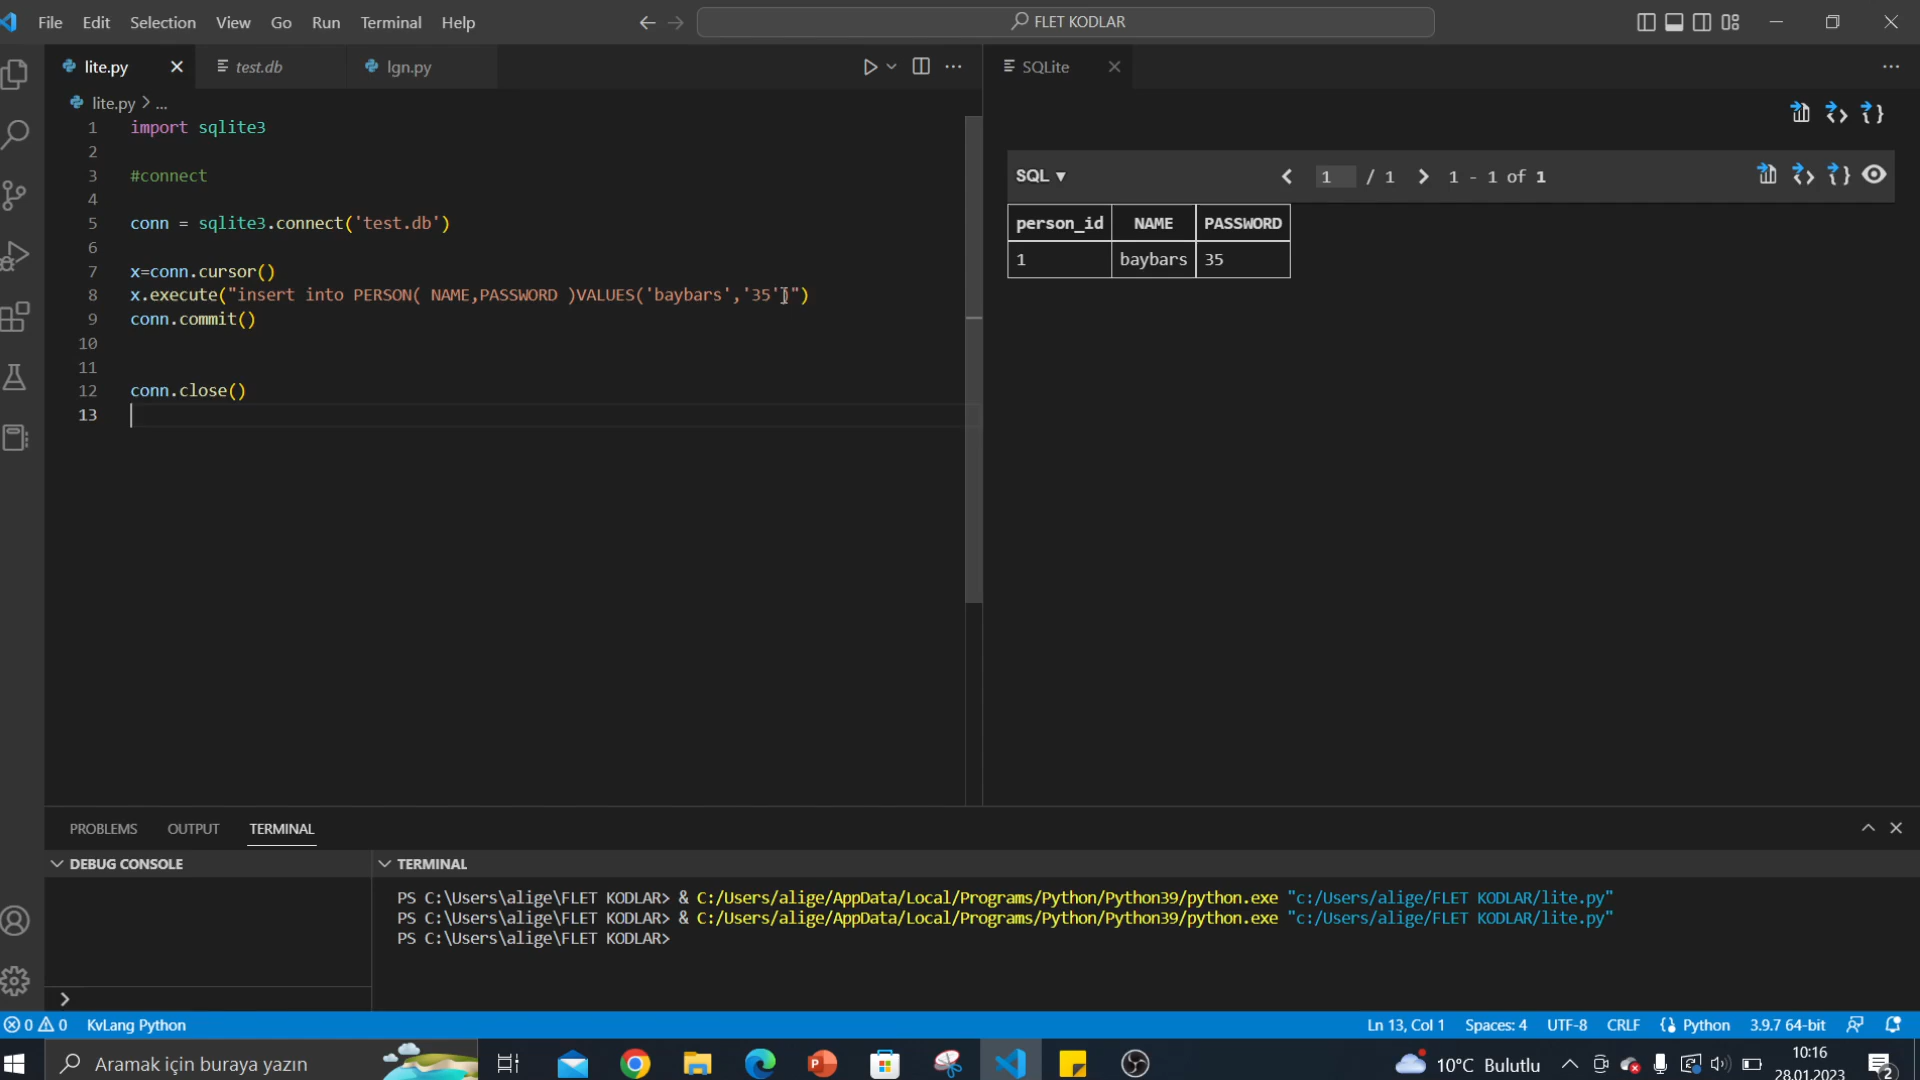 File Edit Selection View Go Run Terminal Help
FLET KODLAR
lite.py test.db lgn.py
SQLite
lite.py > ...
1 import sqlite3
2
3 #connect
4
5 conn = sqlite3.connect('test.db')
6
7 x=conn.cursor()
8 x.execute("insert into PERSON( NAME,PASSWORD )VALUES('baybars','35')")
9 conn.commit()
10
11
12 conn.close()
13
SQL ▼ < 1 / 1 > 1 - 1 of 1
person_id NAME PASSWORD
1 baybars 35
PROBLEMS OUTPUT TERMINAL
DEBUG CONSOLE
TERMINAL
PS C:\Users\alige\FLET KODLAR> & C:/Users/alige/AppData/Local/Programs/Python/Python39/python.exe "c:/Users/alige/FLET KODLAR/lite.py"
PS C:\Users\alige\FLET KODLAR> & C:/Users/alige/AppData/Local/Programs/Python/Python39/python.exe "c:/Users/alige/FLET KODLAR/lite.py"
PS C:\Users\alige\FLET KODLAR>
0 0 KvLang Python Ln 13, Col 1 Spaces: 4 UTF-8 CRLF Python 3.9.7 64-bit
Aramak için buraya yazın
10°C Bulutlu
10:16
28.01.2023
2